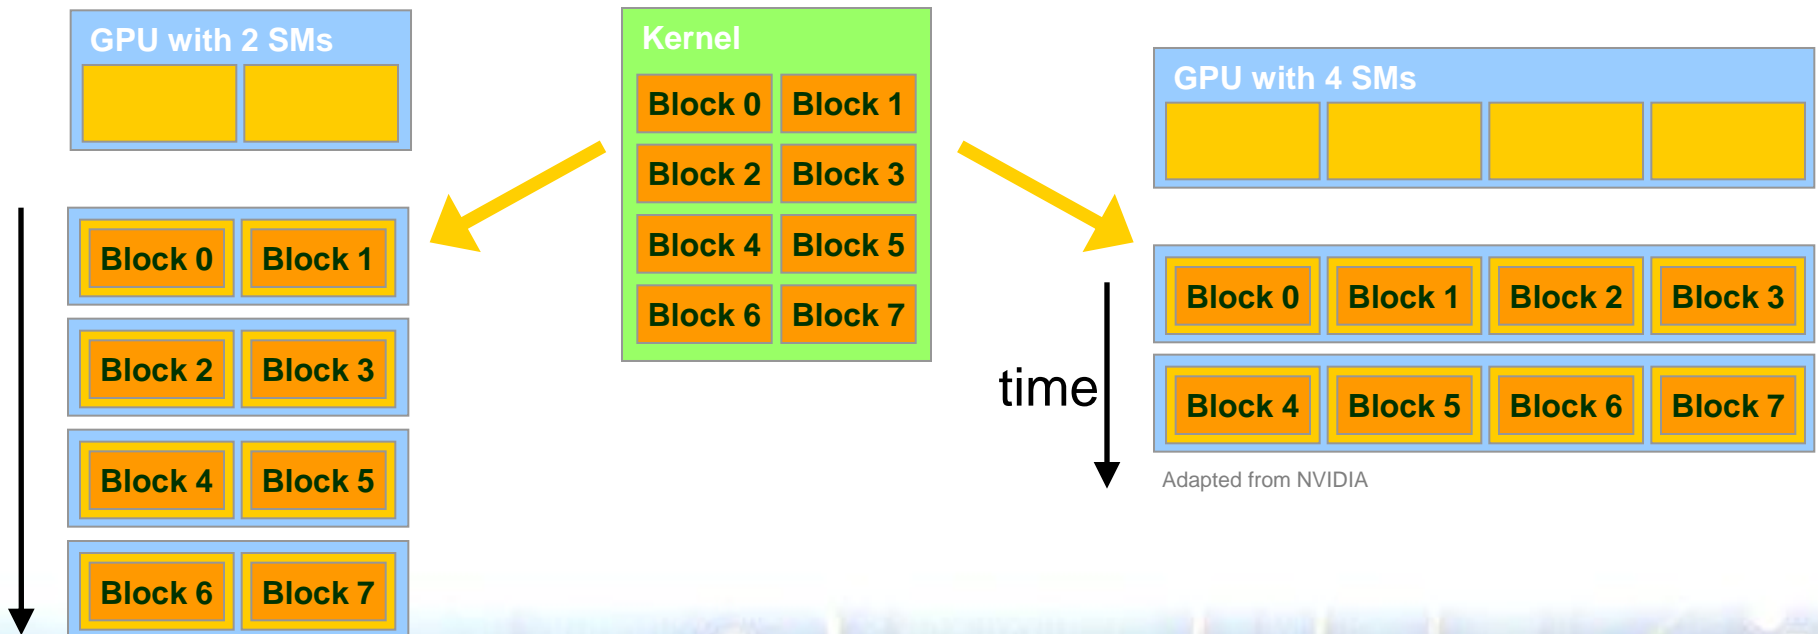 GPU with 2 SMs
Block 0 Block 1
Block 2 Block 3
Block 4 Block 5
Block 6 Block 7
Kernel
Block 0 Block 1
Block 2 Block 3
Block 4 Block 5
Block 6 Block 7
GPU with 4 SMs
time
Block 0 Block 1 Block 2 Block 3
Block 4 Block 5 Block 6 Block 7
Adapted from NVIDIA